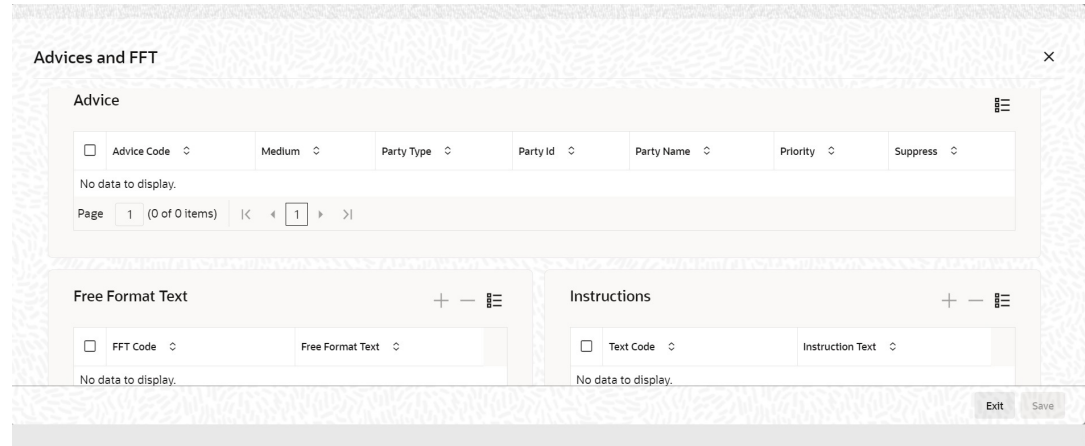 Advices and FFT
Advice
Advice Code Medium Party Type Party Id Party Name Priority Suppress
No data to display.
Page 1 (0 of 0 items) 1
Free Format Text
FFT Code Free Format Text
No data to display.
Instructions
Text Code Instruction Text
No data to display.
Exit Save